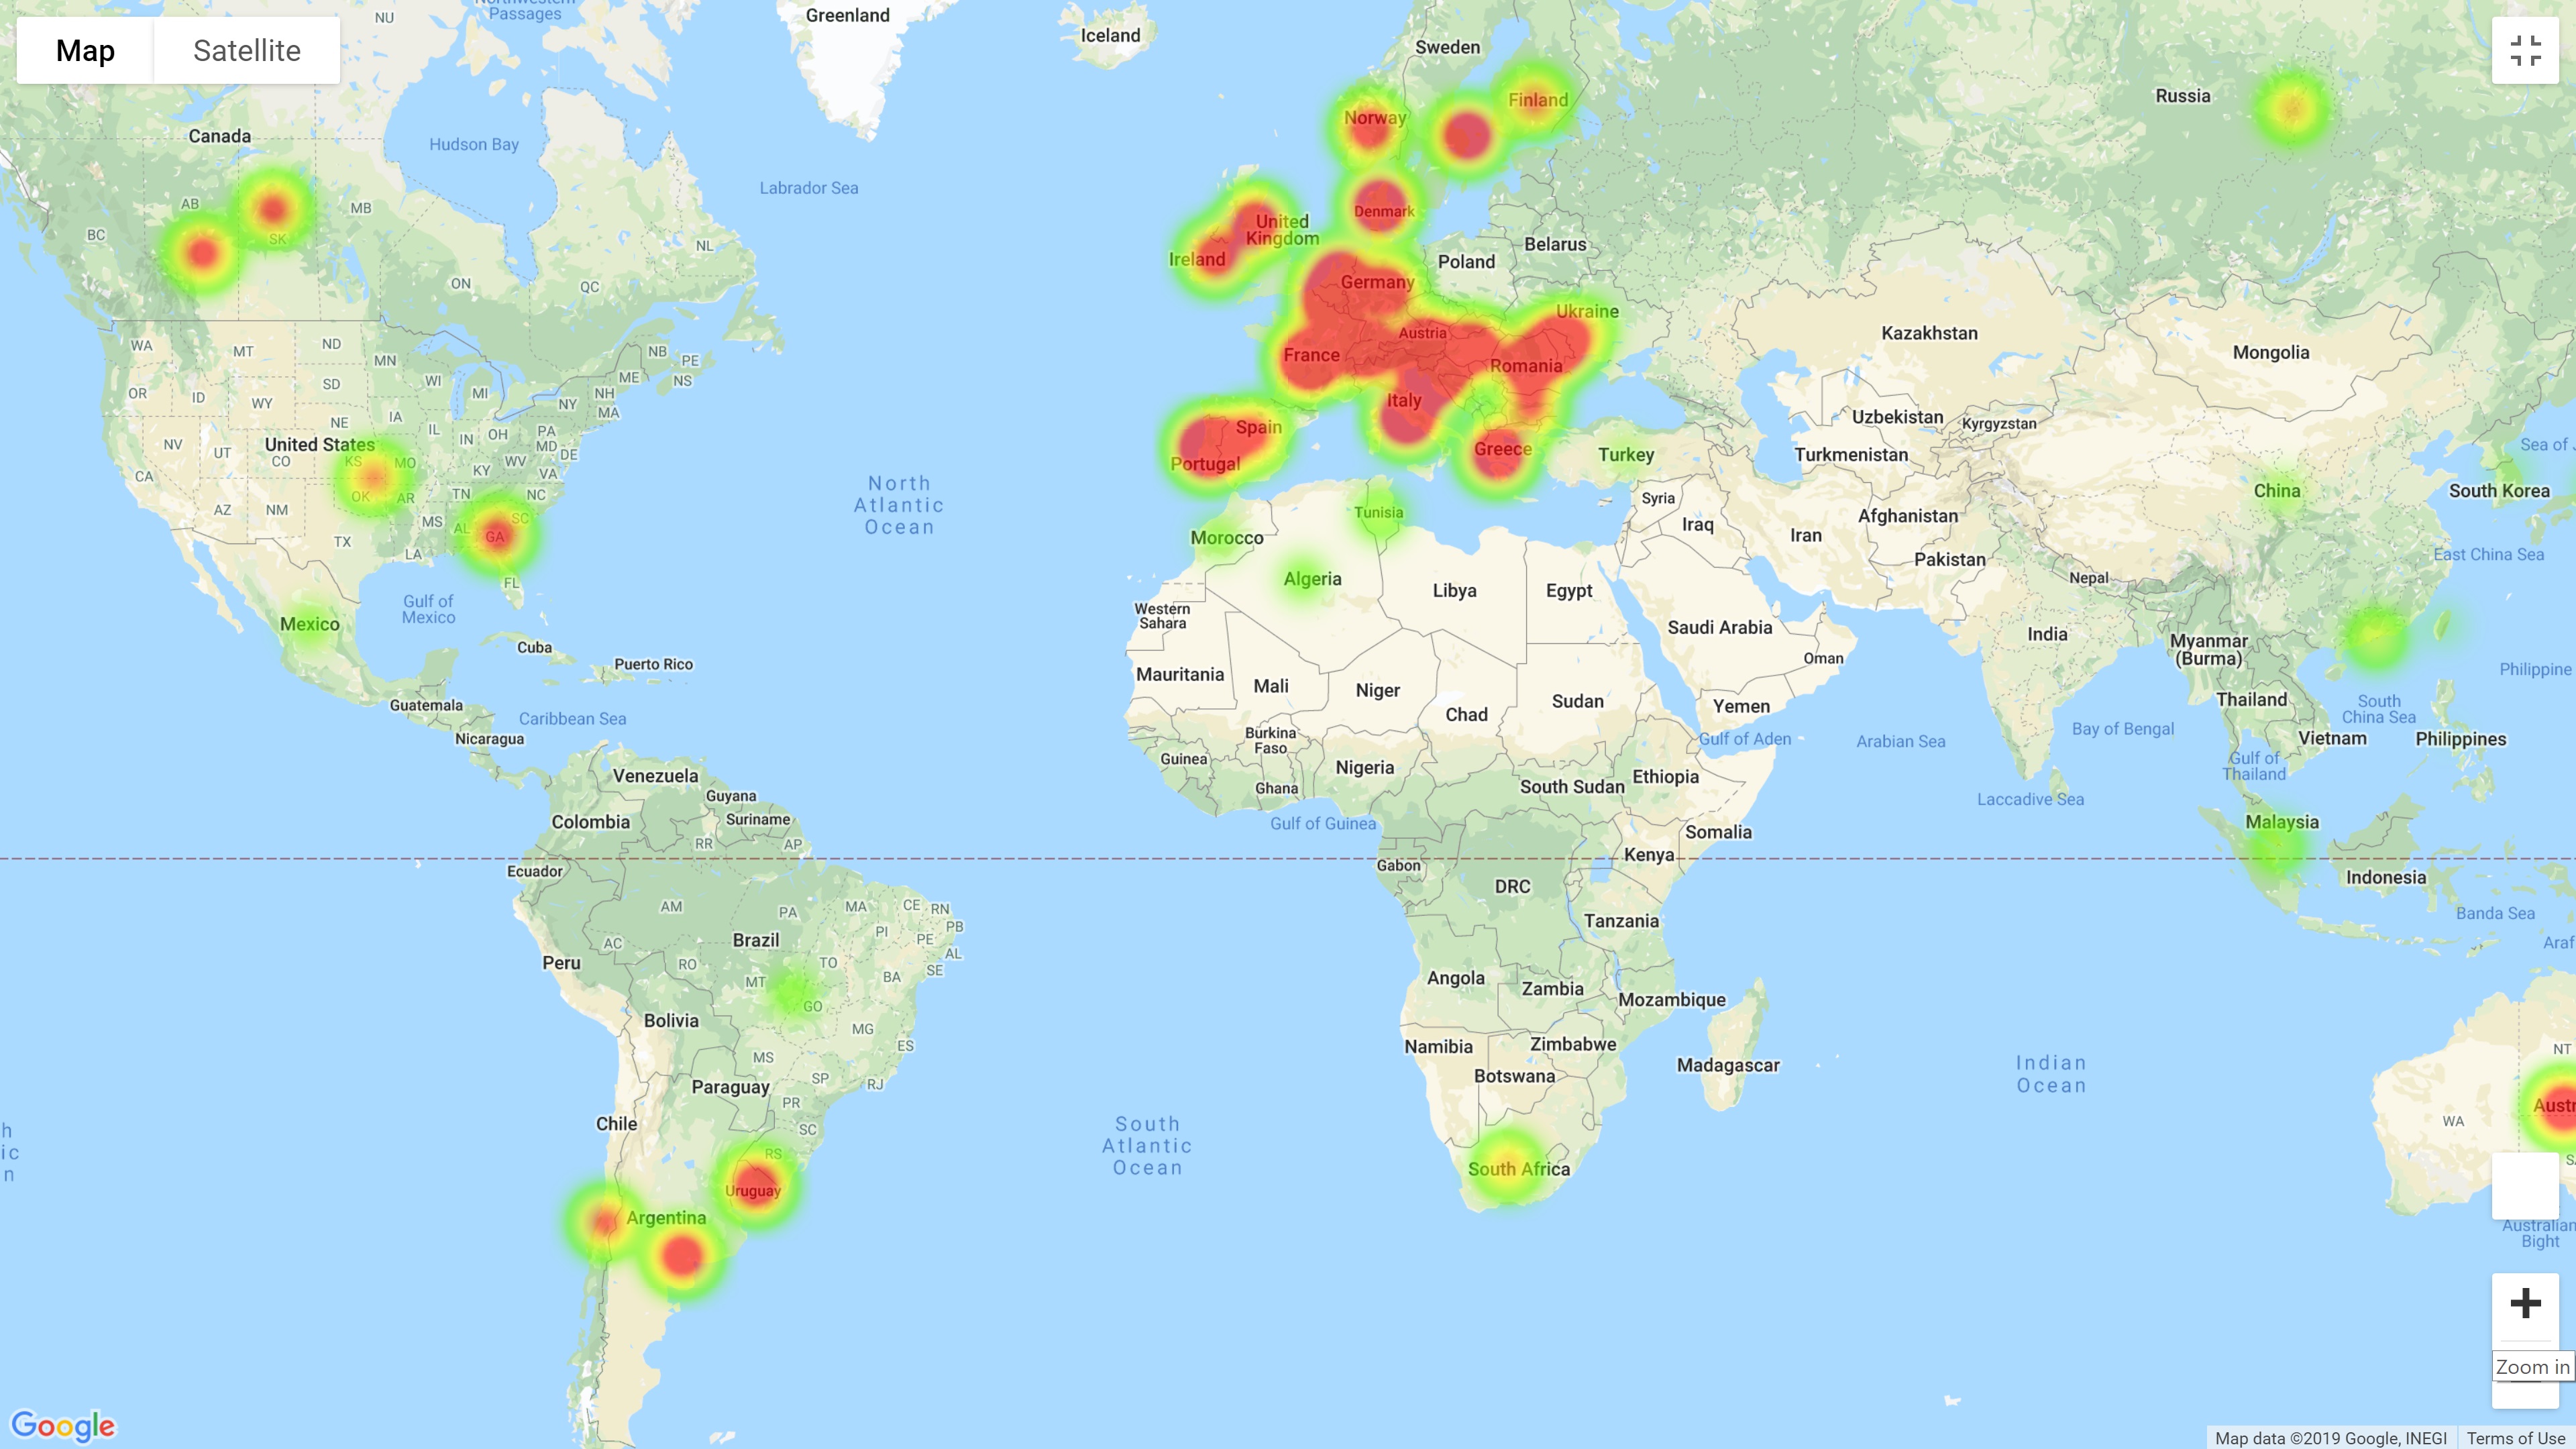 Map
Satellite
Northwestern
Passages
NU
Greenland
Iceland
Sweden
Norway
Finland
Russia
Canada
Hudson Bay
Labrador Sea
AB
SK
MB
BC
ON
QC
NL
United
Kingdom
Ireland
Denmark
Poland
Belarus
Germany
Ukraine
Austria
France
Romania
Italy
Spain
Portugal
Greece
Turkey
Kazakhstan
Mongolia
Uzbekistan
Kyrgyzstan
Turkmenistan
Afghanistan
Pakistan
Syria
Iraq
Iran
Nepal
China
South Korea
Sea of J
East China Sea
WA
MT
ND
MN
OR
ID
SD
WI
MI
NB
PE
NS
ME
NH
NY
MA
WY
NE
IA
IL
IN
OH
PA
MD
DE
NV
UT
United States
CO
KS
MO
KY
WV
VA
CA
AZ
NM
OK
AR
TN
NC
SC
MS
AL
GA
TX
LA
FL
North
Atlantic
Ocean
Gulf of
Mexico
Mexico
Cuba
Puerto Rico
Guatemala
Caribbean Sea
Nicaragua
Morocco
Tunisia
Algeria
Libya
Egypt
Western
Sahara
Saudi Arabia
Oman
Yemen
Mauritania
Mali
Niger
Chad
Sudan
Burkina
Faso
Guinea
Nigeria
Ghana
South Sudan
Ethiopia
Gulf of Aden
Arabian Sea
Gulf of Guinea
Somalia
Kenya
Gabon
DRC
Tanzania
India
Myanmar
(Burma)
Thailand
Bay of Bengal
Vietnam
South
China Sea
Philippine
Philippines
Gulf of
Thailand
Laccadive Sea
Malaysia
Indonesia
Banda Sea
Araf
Venezuela
Guyana
Suriname
Colombia
RR
AP
Ecuador
AM
PA
MA
CE
RN
PB
PI
PE
AL
SE
Brazil
AC
RO
TO
BA
MT
GO
Peru
Bolivia
MG
ES
MS
SP
RJ
Paraguay
PR
SC
Chile
RS
Uruguay
Argentina
South
Atlantic
Ocean
Angola
Zambia
Mozambique
Zimbabwe
Namibia
Botswana
Madagascar
South Africa
Indian
Ocean
NT
Austr
WA
S
Australian
Bight
h
ic
n
Zoom in
Google
Map data ©2019 Google, INEGI
Terms of Use